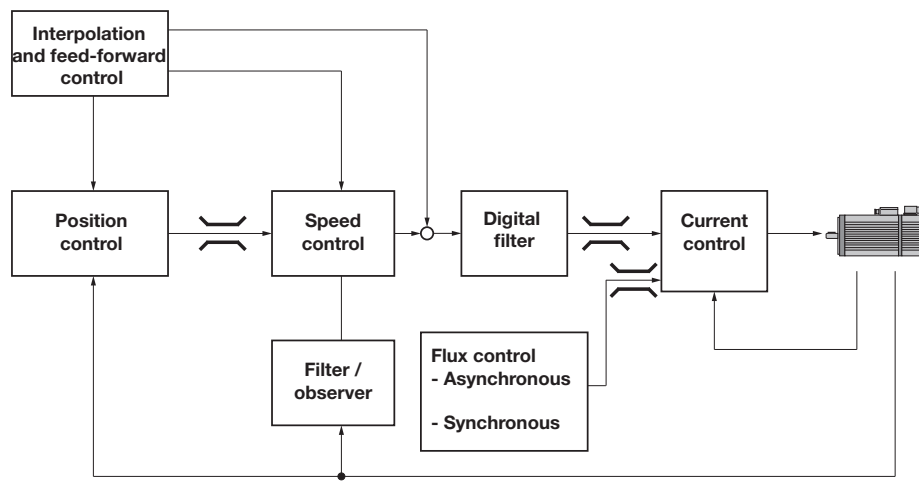 Interpolation
and feed-forward
control
Position
control
Speed
control
Digital
filter
Current
control
Filter /
observer
Flux control
- Asynchronous
- Synchronous